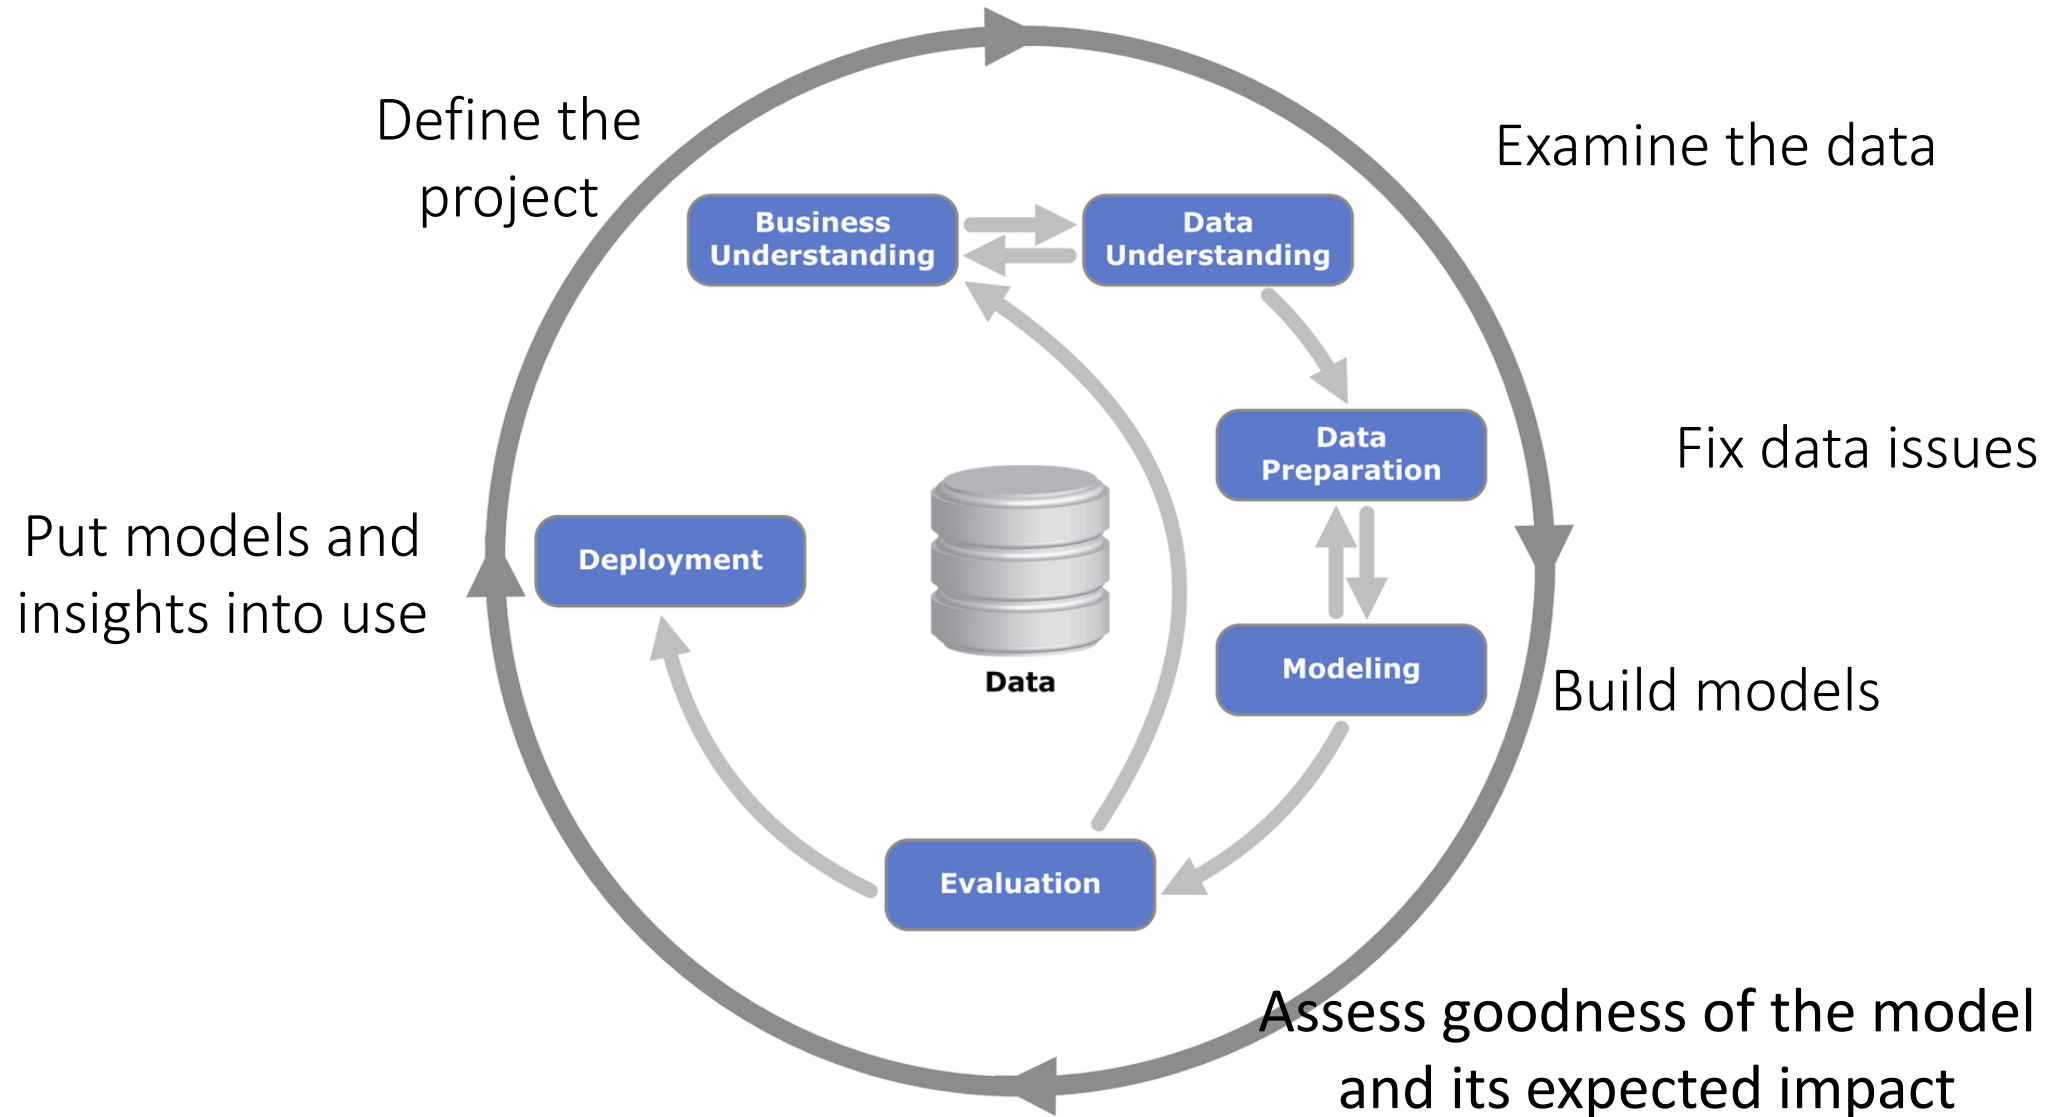 Define the
project
Examine the data
Business
Understanding
Data
Understanding
Data
Preparation
Fix data issues
Put models and
insights into use
Deployment
Data
Modeling
Build models
Evaluation
Assess goodness of the model
and its expected impact